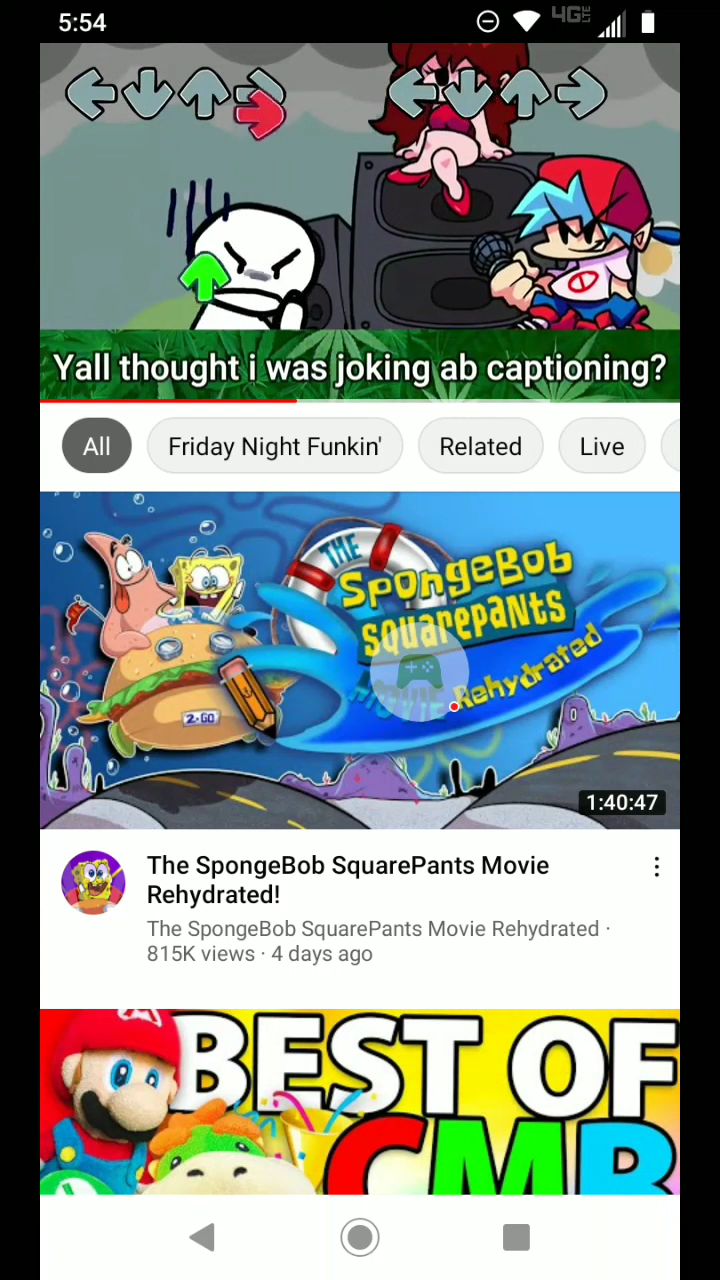 5:54
4G LTE
Yall thought i was joking ab captioning?
All
Friday Night Funkin'
Related
Live
THE
SpongeBob
SquarePants
MOVIE
Rehydrated
2-GO
1:40:47
The SpongeBob SquarePants Movie
Rehydrated!
The SpongeBob SquarePants Movie Rehydrated ·
815K views · 4 days ago
M
BEST OF
CMB